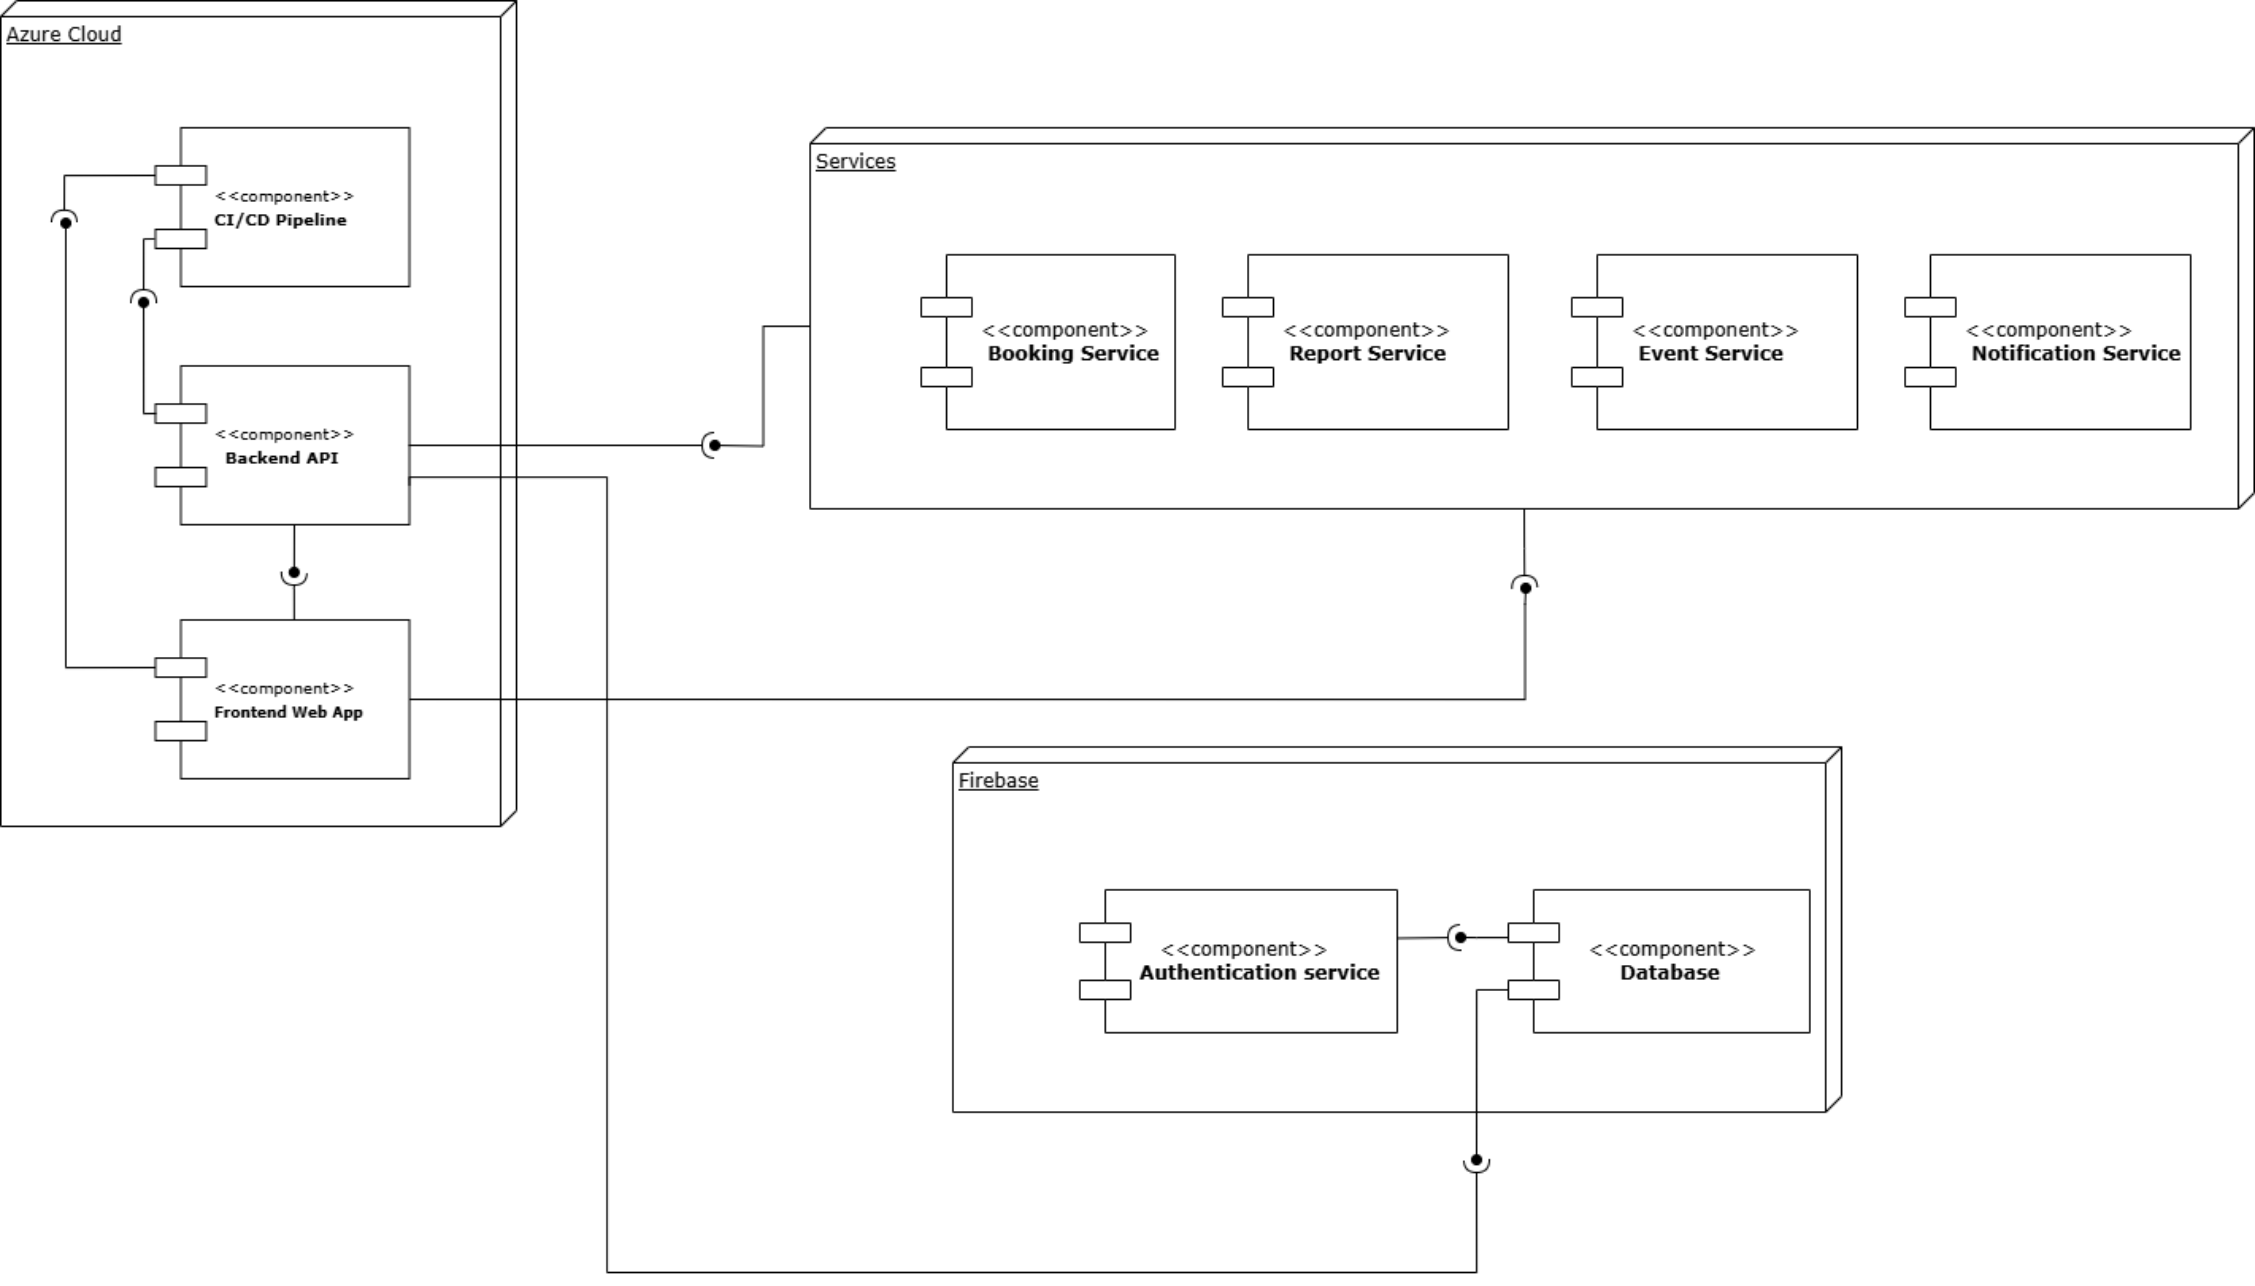 Azure Cloud
<<component>>
CI/CD Pipeline
<<component>>
Backend API
<<component>>
Frontend Web App
Services
<<component>>
Booking Service
<<component>>
Report Service
<<component>>
Event Service
<<component>>
Notification Service
Firebase
<<component>>
Authentication service
<<component>>
Database